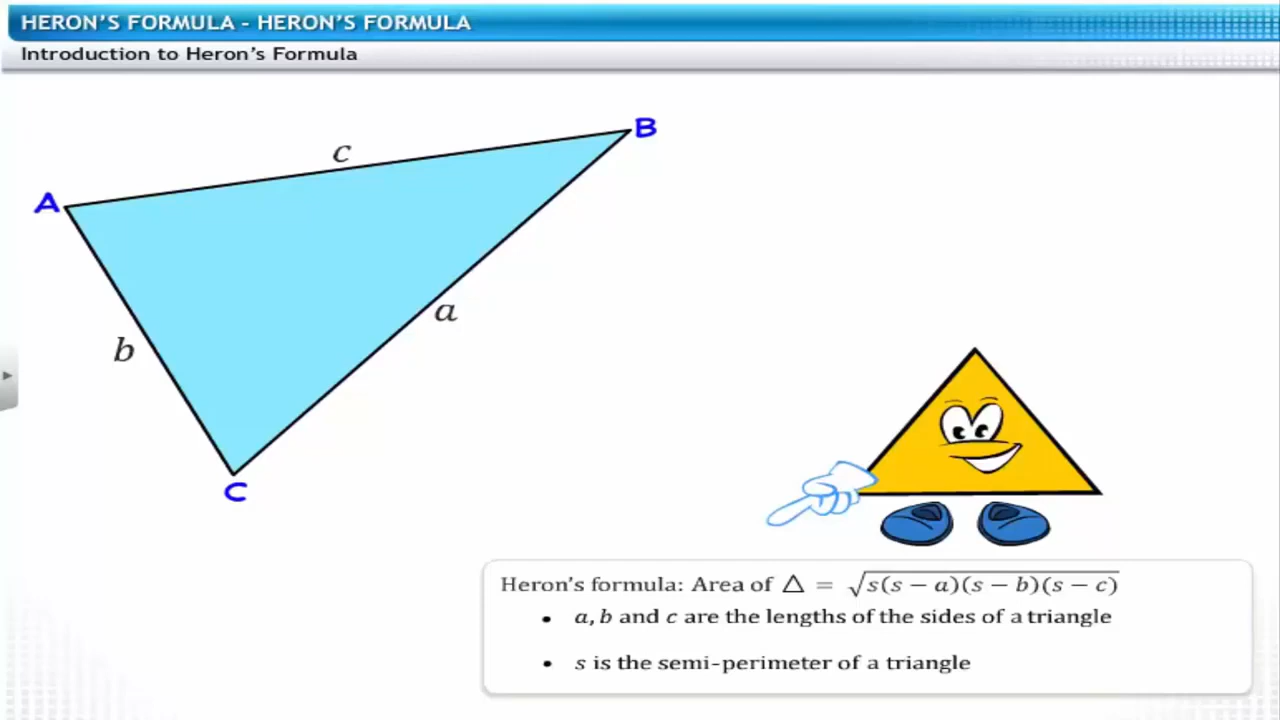 HERON'S FORMULA - HERON'S FORMULA
Introduction to Heron's Formula
B
c
A
a
b
C
Heron's formula: Area of △ = √s(s − a)(s − b)(s − c)
• a, b and c are the lengths of the sides of a triangle
• s is the semi-perimeter of a triangle